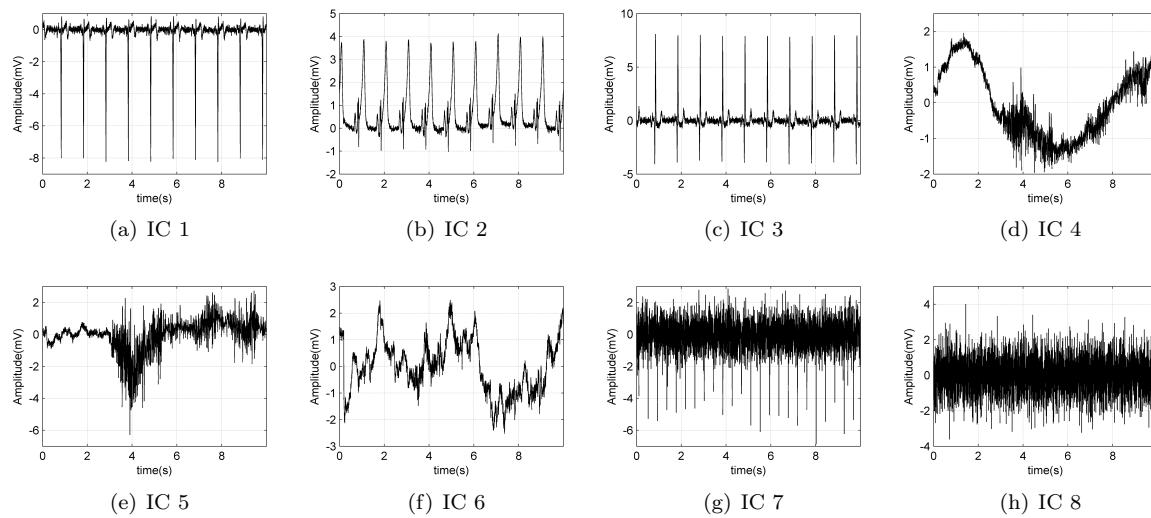 0
-2
-4
-6
-8
Amplitude(mV)
0 2 4 6 8
time(s)
(a) IC 1
5
4
3
2
1
0
-1
-2
Amplitude(mV)
0 2 4 6 8
time(s)
(b) IC 2
10
5
0
-5
Amplitude(mV)
0 2 4 6 8
time(s)
(c) IC 3
2
1
0
-1
-2
Amplitude(mV)
0 2 4 6 8
time(s)
(d) IC 4
2
0
-2
-4
-6
Amplitude(mV)
0 2 4 6 8
time(s)
(e) IC 5
3
2
1
0
-1
-2
-3
Amplitude(mV)
0 2 4 6 8
time(s)
(f) IC 6
2
0
-2
-4
-6
Amplitude(mV)
0 2 4 6 8
time(s)
(g) IC 7
4
2
0
-2
-4
Amplitude(mV)
0 2 4 6 8
time(s)
(h) IC 8